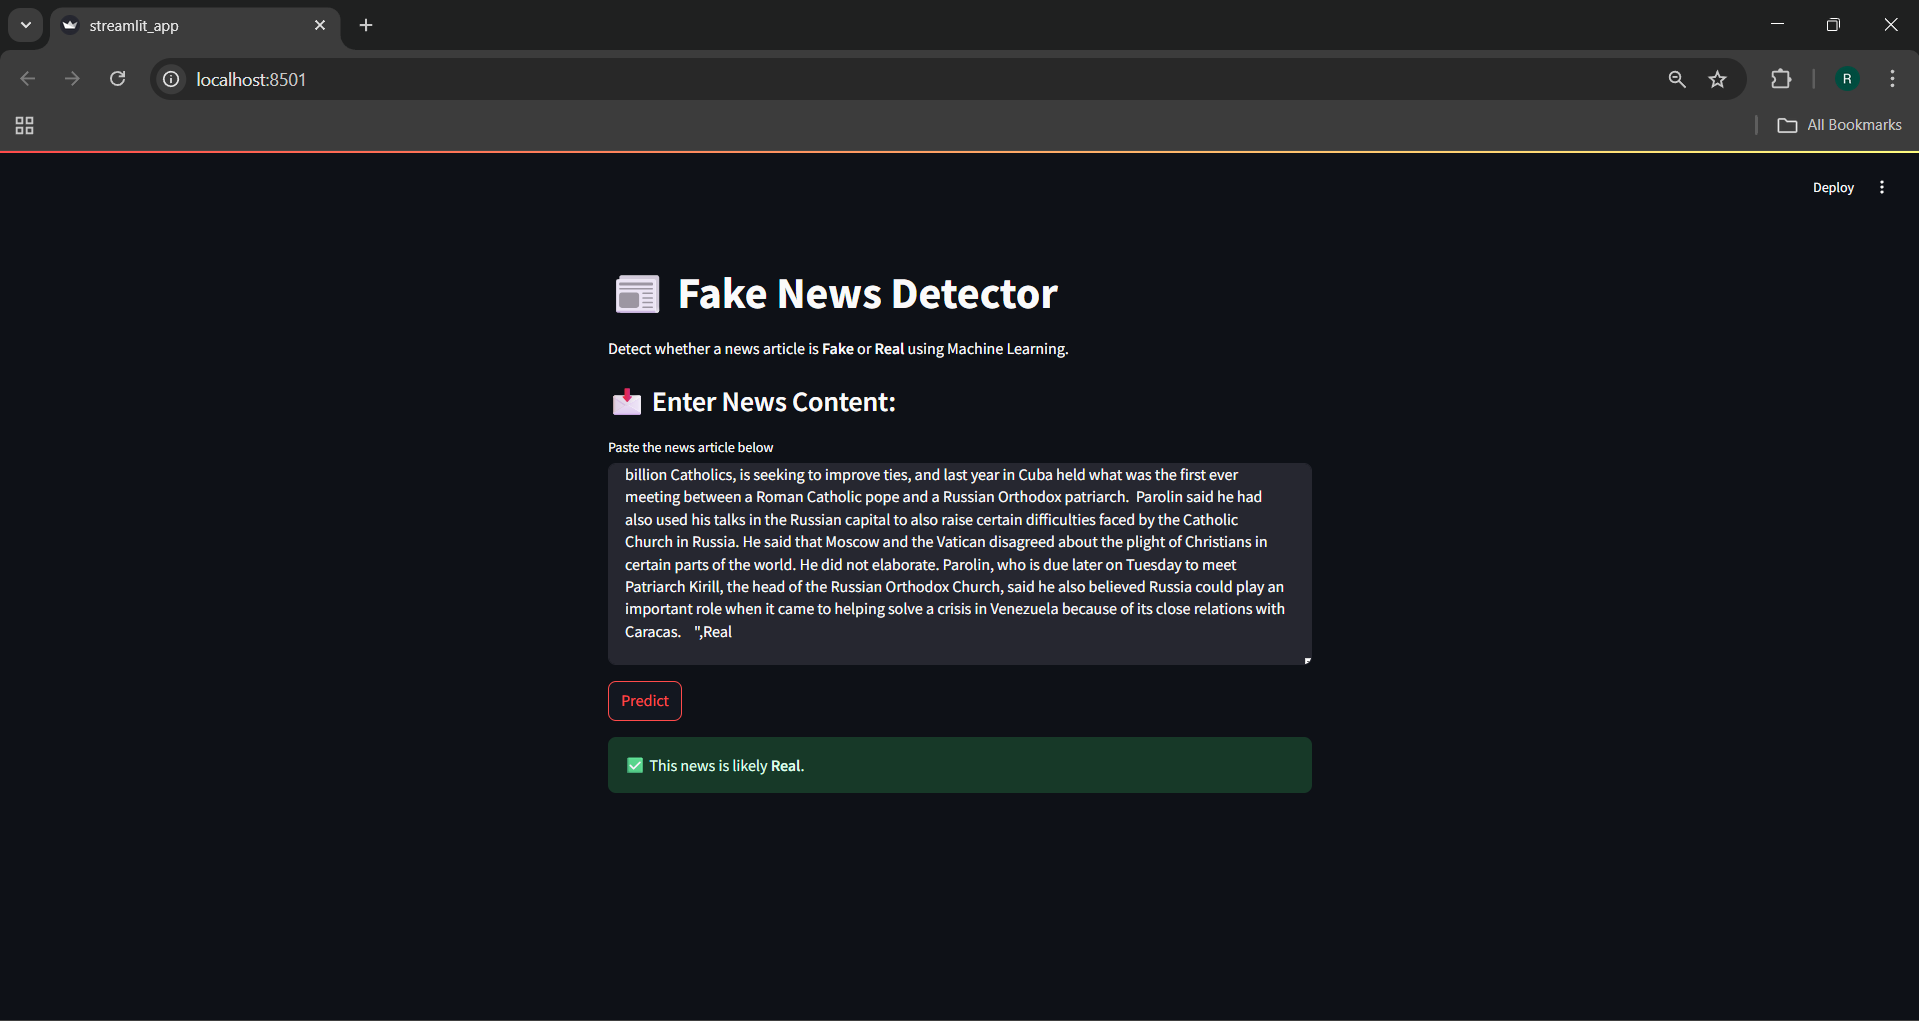 streamlit_app
localhost:8501
R
All Bookmarks
Deploy
Fake News Detector
Detect whether a news article is Fake or Real using Machine Learning.
Enter News Content:
Paste the news article below
billion Catholics, is seeking to improve ties, and last year in Cuba held what was the first ever
meeting between a Roman Catholic pope and a Russian Orthodox patriarch.  Parolin said he had
also used his talks in the Russian capital to also raise certain difficulties faced by the Catholic
Church in Russia. He said that Moscow and the Vatican disagreed about the plight of Christians in
certain parts of the world. He did not elaborate. Parolin, who is due later on Tuesday to meet
Patriarch Kirill, the head of the Russian Orthodox Church, said he also believed Russia could play an
important role when it came to helping solve a crisis in Venezuela because of its close relations with
Caracas.    ",Real
Predict
This news is likely Real.